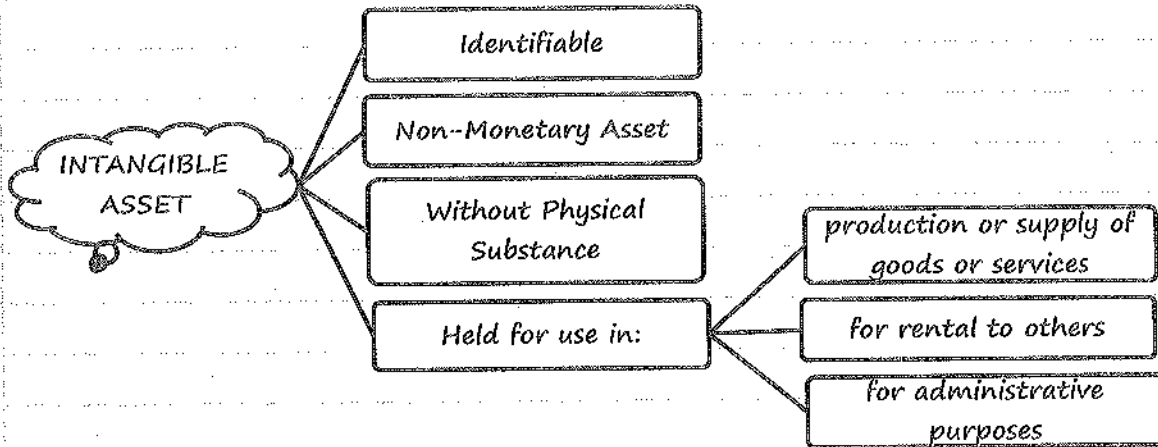 INTANGIBLE
ASSET
Identifiable
Non--Monetary Asset
Without Physical
Substance
Held for use in:
production or supply of
goods or services
for rental to others
for administrative
purposes